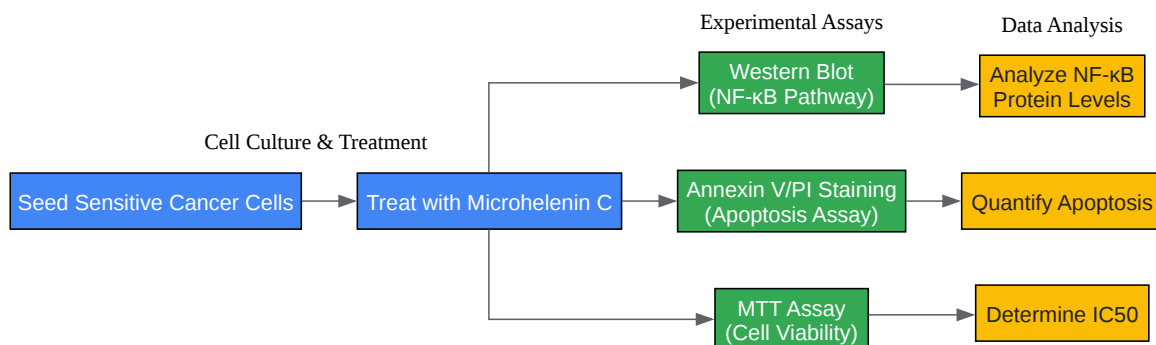 Experimental Assays
Data Analysis
Western Blot
(NF-κB Pathway)
Analyze NF-κB
Protein Levels
Cell Culture & Treatment
Seed Sensitive Cancer Cells
Treat with Microhelenin C
Annexin V/PI Staining
(Apoptosis Assay)
Quantify Apoptosis
MTT Assay
(Cell Viability)
Determine IC50